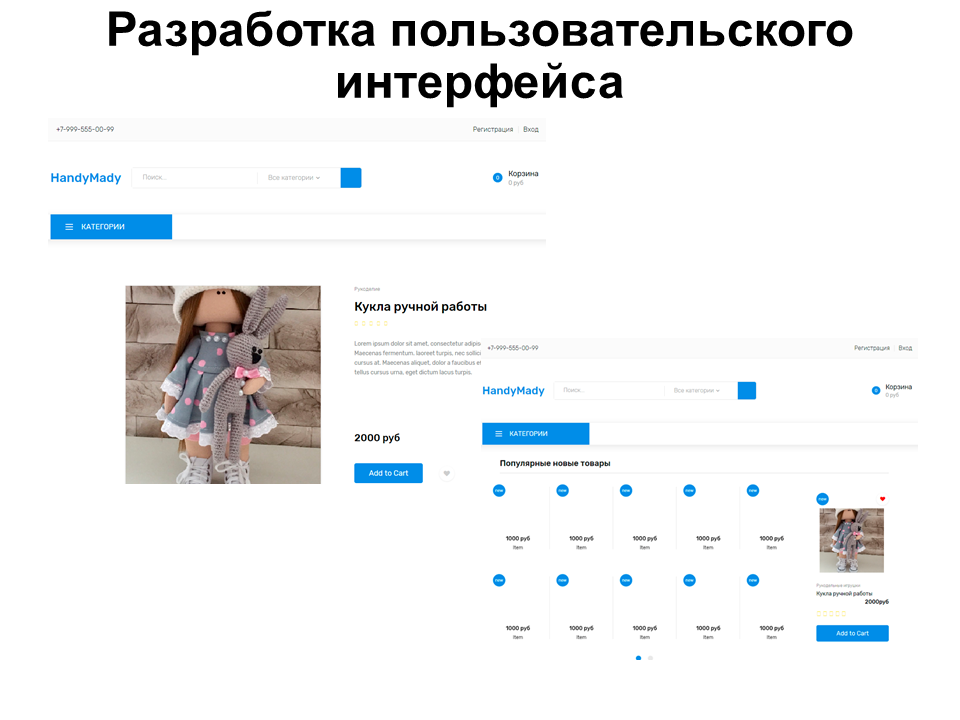 Разработка пользовательского
интерфейса
+7-999-555-00-99
Регистрация Вход
HandyMady
Поиск...
Все категории
0
Корзина
0 руб
КАТЕГОРИИ
Рукоделие
Кукла ручной работы
Lorem ipsum dolor sit amet, consectetur adipis
Maecenas fermentum, laoreet turpis, nec sollici
cursus at. Maecenas aliquet, dolor a faucibus ef
tellus cursus urna, eget dictum lacus turpis.
2000 руб
Add to Cart
+7-999-555-00-99
Регистрация Вход
HandyMady
Поиск...
Все категории
0
Корзина
0 руб
КАТЕГОРИИ
Популярные новые товары
new new new new new new
1000 руб 1000 руб 1000 руб 1000 руб 1000 руб
Item Item Item Item Item
new new new new new
Рукодельные игрушки
Кукла ручной работы
2000руб
1000 руб 1000 руб 1000 руб 1000 руб 1000 руб
Item Item Item Item Item
Add to Cart